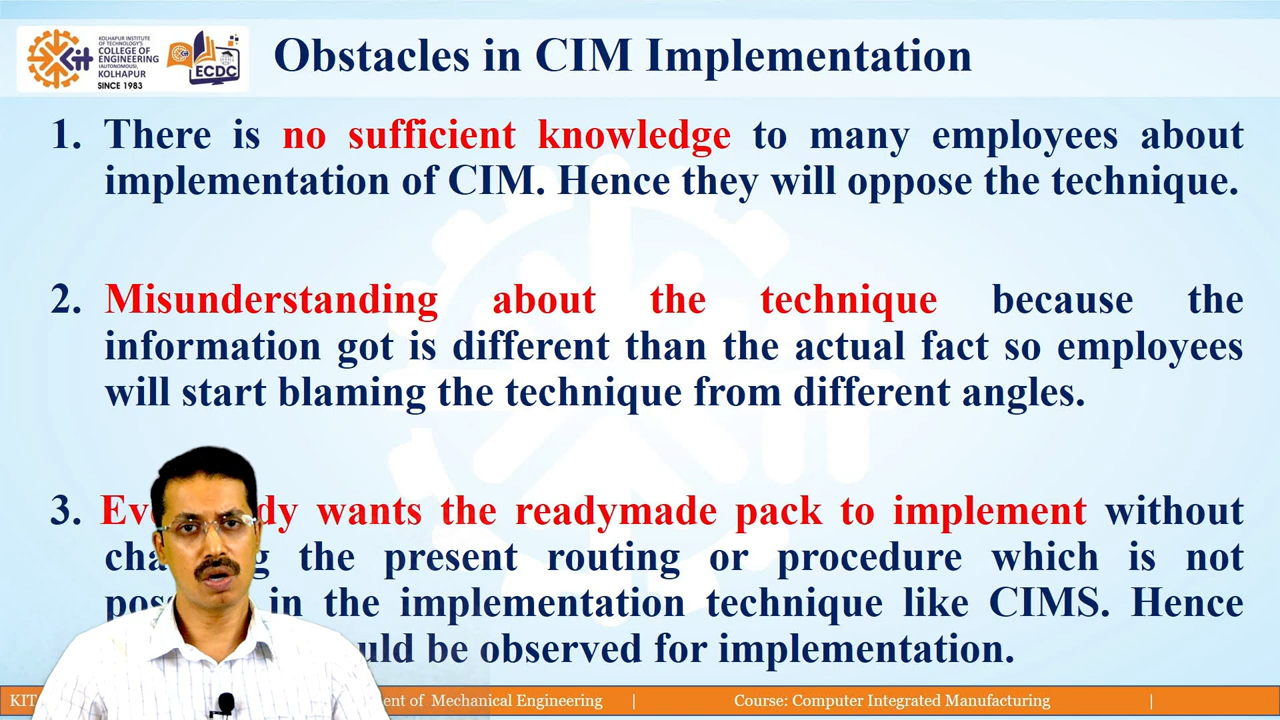 KOLHAPUR INSTITUTE
OF TECHNOLOGY'S
COLLEGE OF
ENGINEERING
(AUTONOMOUS),
KOLHAPUR
SINCE 1983
Kit
ECDC
Obstacles in CIM Implementation
1. There is no sufficient knowledge to many employees about
implementation of CIM. Hence they will oppose the technique.
2. Misunderstanding about the technique because the
information got is different than the actual fact so employees
will start blaming the technique from different angles.
3. wants the readymade pack to implement without
the present routing or procedure which is not
in the implementation technique like CIMS. Hence
be observed for implementation.
KIT of Mechanical Engineering | Course: Computer Integrated Manufacturing |